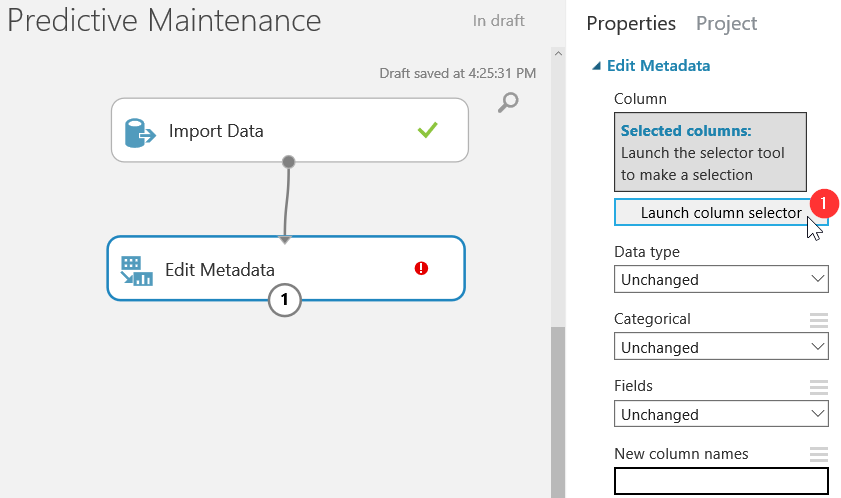 Predictive Maintenance
In draft
Draft saved at 4:25:31 PM
Import Data
Edit Metadata
1
Properties Project
Edit Metadata
Column
Selected columns:
Launch the selector tool
to make a selection
Launch column selector
1
Data type
Unchanged
Categorical
Unchanged
Fields
Unchanged
New column names